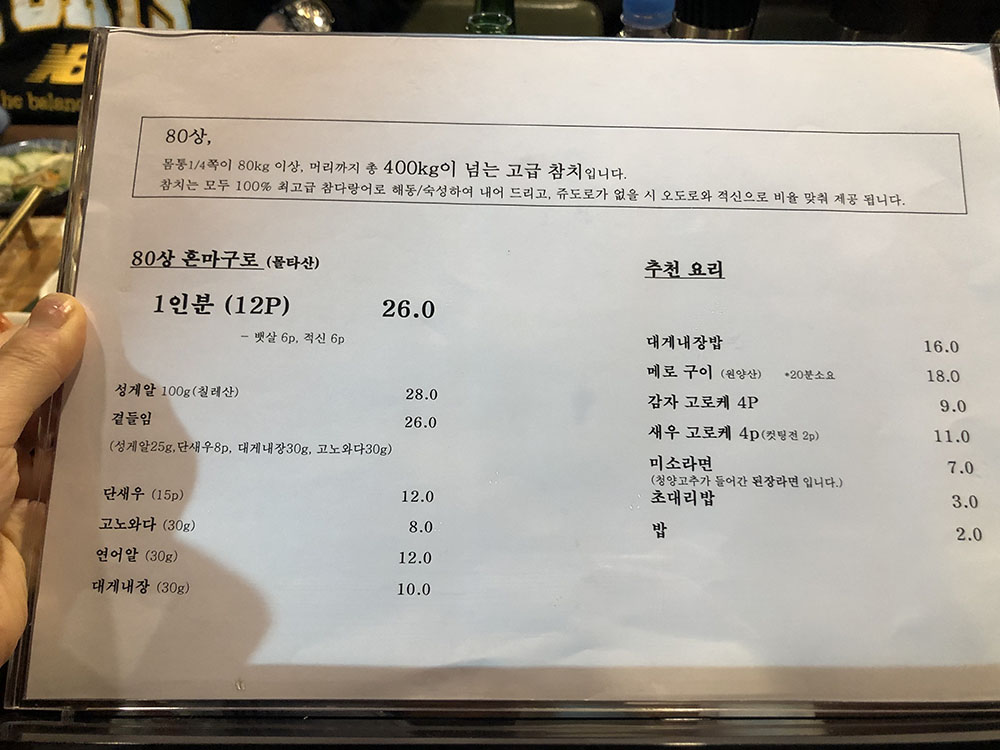 80상,
몸통1/4쪽이 80kg 이상, 머리까지 총 400kg이 넘는 고급 참치입니다.
참치는 모두 100% 최고급 참다랑어로 해동/숙성하여 내어 드리고, 쥬도로가 없을 시 오도로와 적신으로 비율 맞춰 제공 됩니다.
80상 혼마구로 (몰타산)
1인분 (12P) 26.0
- 뱃살 6p, 적신 6p
성게알 100g(칠레산) 28.0
곁들임 26.0
(성게알25g,단새우8p, 대게내장30g, 고노와다30g)
단새우 (15p) 12.0
고노와다 (30g) 8.0
연어알 (30g) 12.0
대게내장 (30g) 10.0
추천 요리
대게내장밥 16.0
메로 구이 (원양산) *20분소요 18.0
감자 고로케 4P 9.0
새우 고로케 4p(컷팅전 2p) 11.0
미소라면 7.0
(청양고추가 들어간 된장라면 입니다.)
초대리밥 3.0
밥 2.0
NB
he balanc